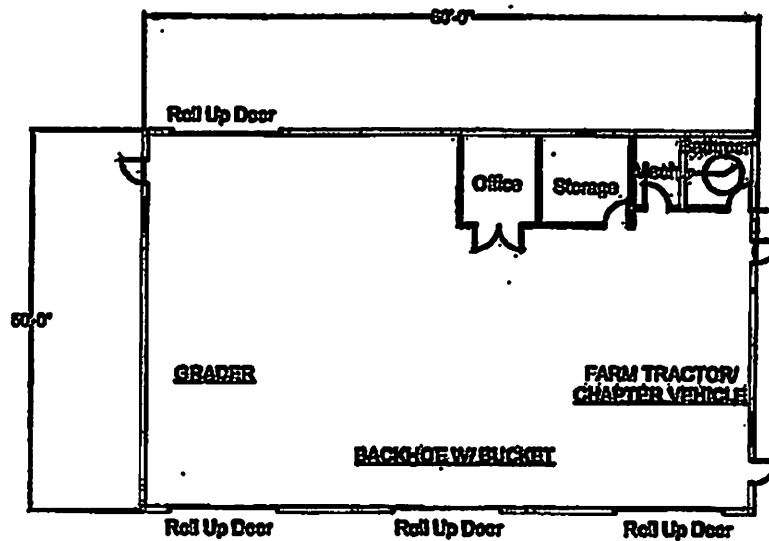 80'-0"
Roll Up Door
Bathroom
Mech.
Office
Storage
50'-0"
GRADER
FARM TRACTOR/
CHAPTER VEHICLE
BACKHOE W/ BUCKET
Roll Up Door
Roll Up Door
Roll Up Door